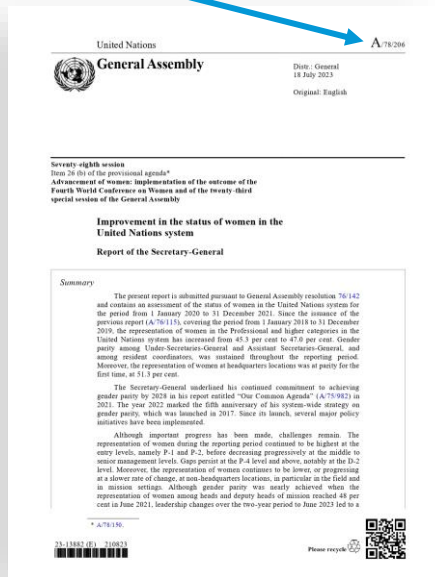 United Nations
A/78/206
General Assembly
Distr.: General
18 July 2023
Original: English
Seventy-eighth session
Item 26 (b) of the provisional agenda*
Advancement of women: implementation of the outcome of the
Fourth World Conference on Women and of the twenty-third
special session of the General Assembly
Improvement in the status of women in the
United Nations system
Report of the Secretary-General
Summary
The present report is submitted pursuant to General Assembly resolution 76/142
and contains an assessment of the status of women in the United Nations system for
the period from 1 January 2020 to 31 December 2021. Since the issuance of the
previous report (A/76/115), covering the period from 1 January 2018 to 31 December
2019, the representation of women in the Professional and higher categories in the
United Nations system has increased from 45.3 per cent to 47.0 per cent. Gender
parity among Under-Secretaries-General and Assistant Secretaries-General, and
among resident coordinators, was sustained throughout the reporting period.
Moreover, the representation of women at headquarters locations was at parity for the
first time, at 51.3 per cent.
The Secretary-General underlined his continued commitment to achieving
gender parity by 2028 in his report entitled “Our Common Agenda” (A/75/982) in
2021. The year 2022 marked the fifth anniversary of his system-wide strategy on
gender parity, which was launched in 2017. Since its launch, several major policy
initiatives have been implemented.
Although important progress has been made, challenges remain. The
representation of women during the reporting period continued to be highest at the
entry levels, namely P-1 and P-2, before decreasing progressively at the middle to
senior management levels. Gaps persist at the P-4 level and above, notably at the D-2
level. Moreover, the representation of women continues to be lower, or progressing
at a slower rate of change, at non-headquarters locations, in particular in the field and
in mission settings. Although gender parity was nearly achieved when the
representation of women among heads and deputy heads of mission reached 48 per
cent in June 2021, leadership changes over the two-year period to June 2023 led to a
* A/78/150.
23-13882 (E) 210823
Please recycle